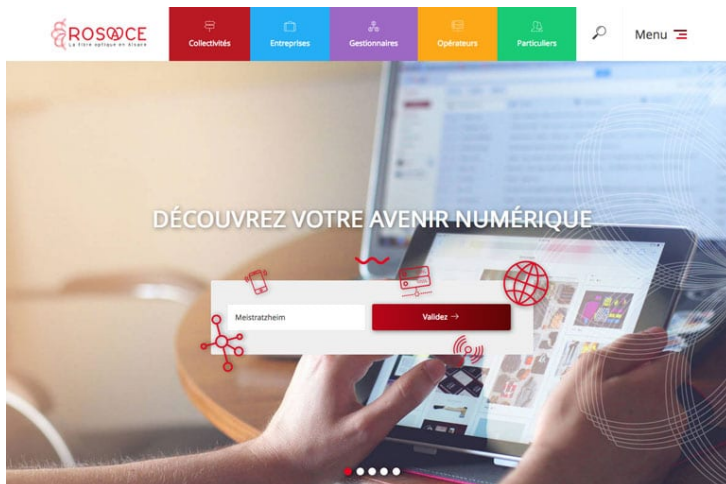 ROSACE
La fibre optique en Alsace
Collectivités
Entreprises
Gestionnaires
Opérateurs
Particuliers
Menu
DÉCOUVREZ VOTRE AVENIR NUMÉRIQUE
Meistratzheim
Validez →